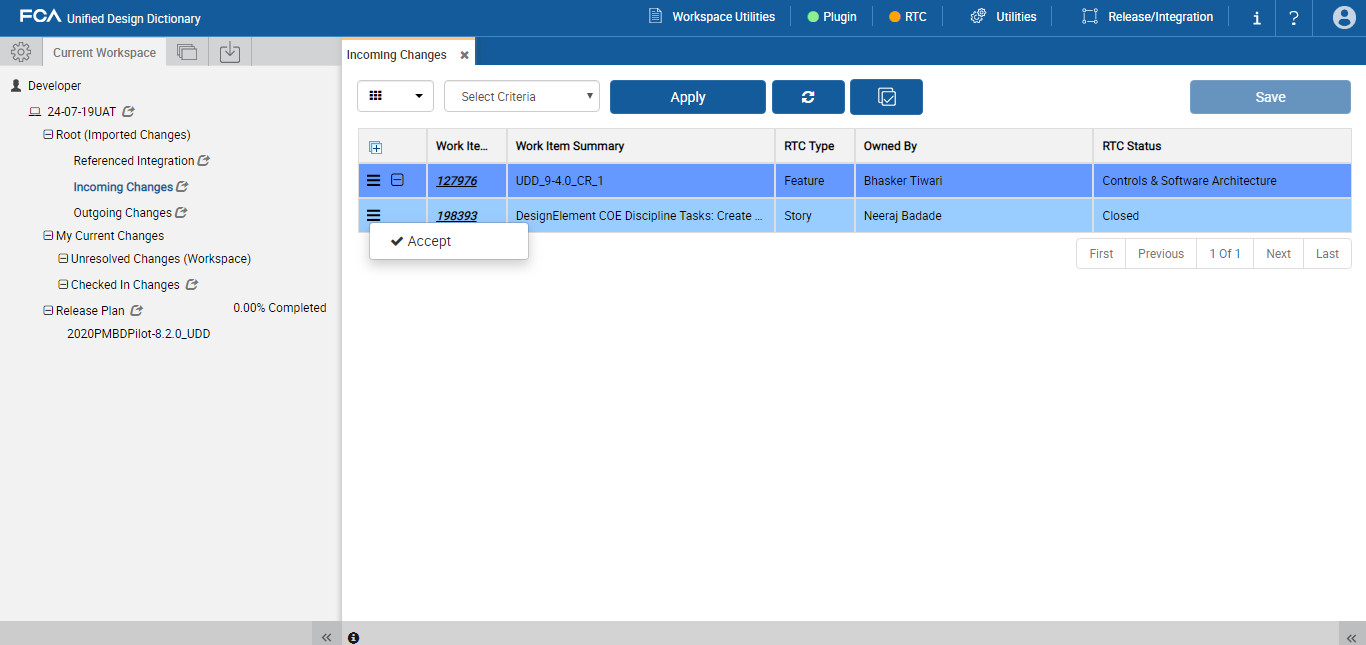 FCA Unified Design Dictionary
Workspace Utilities
Plugin
RTC
Utilities
Release/Integration
i
?
Current Workspace
Incoming Changes
Developer
24-07-19UAT
Root (Imported Changes)
Referenced Integration
Incoming Changes
Outgoing Changes
My Current Changes
Unresolved Changes (Workspace)
Checked In Changes
Release Plan 0.00% Completed
2020PMBDPilot-8.2.0_UDD
Select Criteria
Apply
Save
Work Ite... Work Item Summary RTC Type Owned By RTC Status
127976 UDD_9-4.0_CR_1 Feature Bhasker Tiwari Controls & Software Architecture
198393 DesignElement COE Discipline Tasks: Create ... Story Neeraj Badade Closed
Accept
First Previous 1 Of 1 Next Last